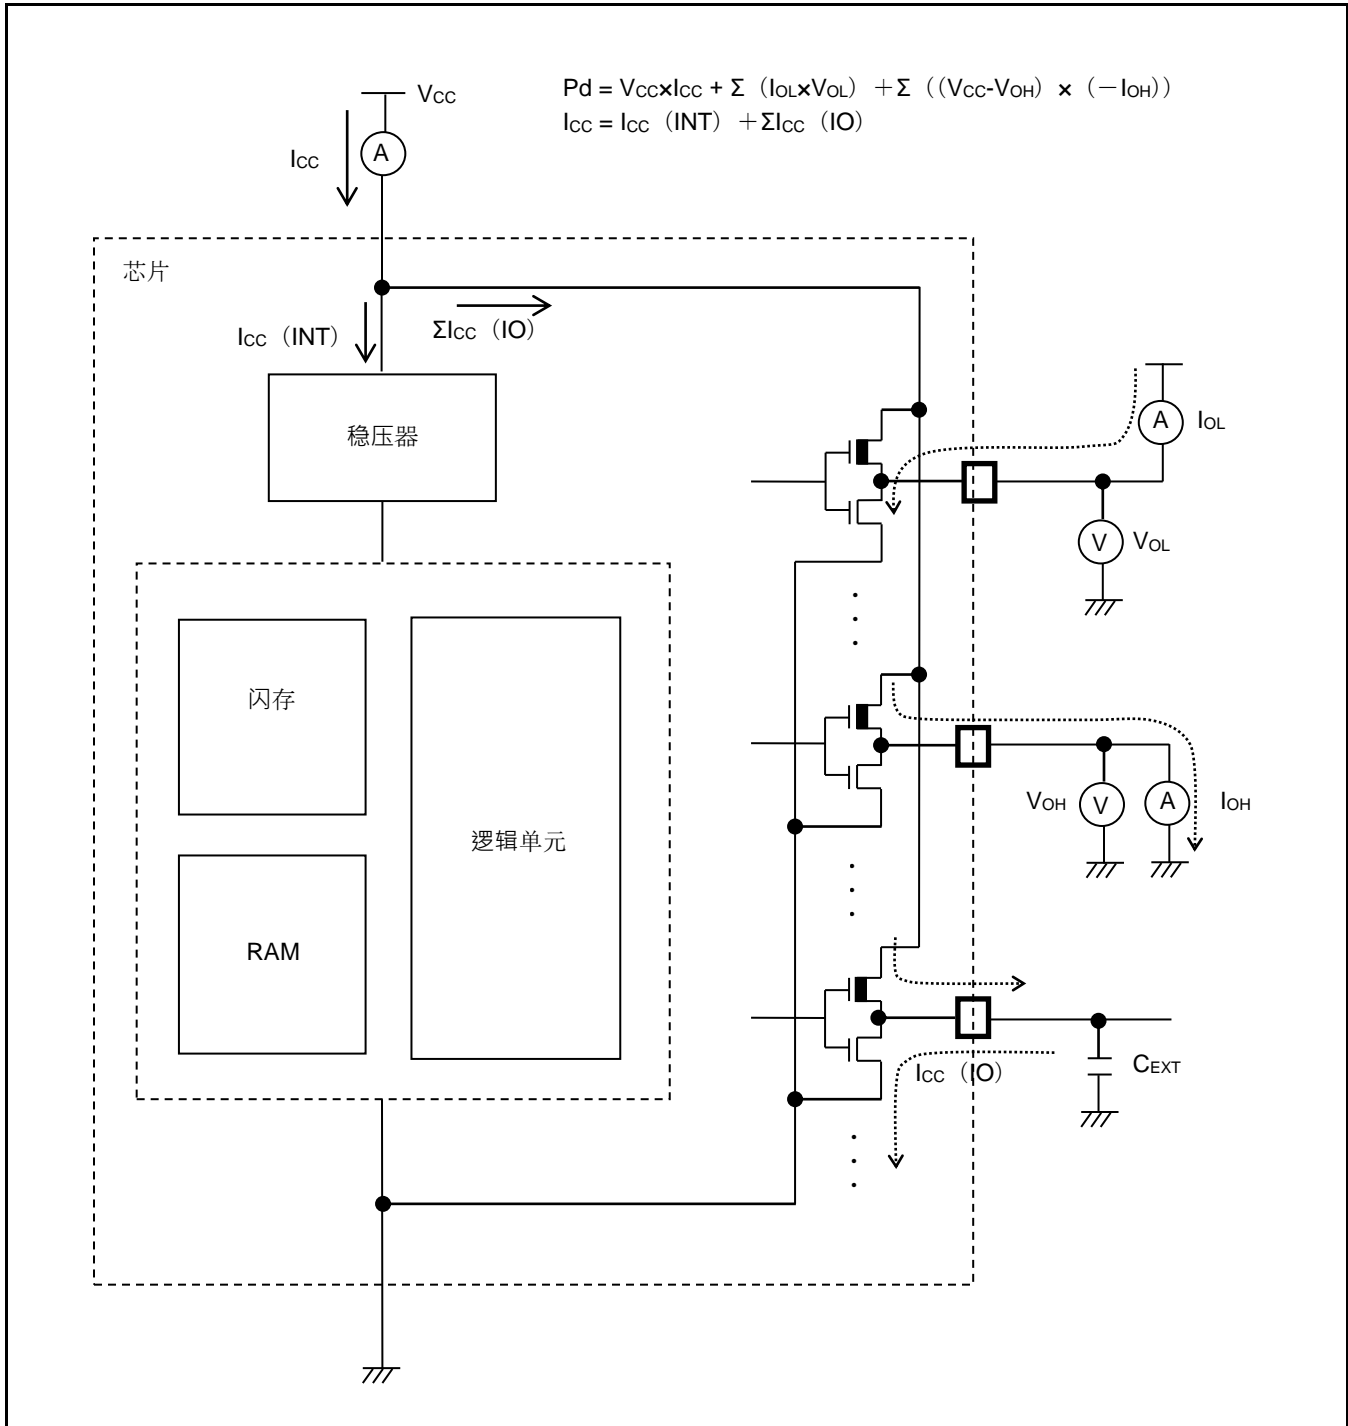 Pd = VCC×ICC + Σ（IOL×VOL）＋Σ（(VCC-VOH）×（－IOH))
ICC = ICC（INT）＋ΣICC（IO）
VCC
A
ICC
芯片
ICC（INT）
ΣICC（IO）
稳压器
A
IOL
V
VOL
闪存
VOH
V
A
IOH
逻辑单元
RAM
ICC（IO）
CEXT